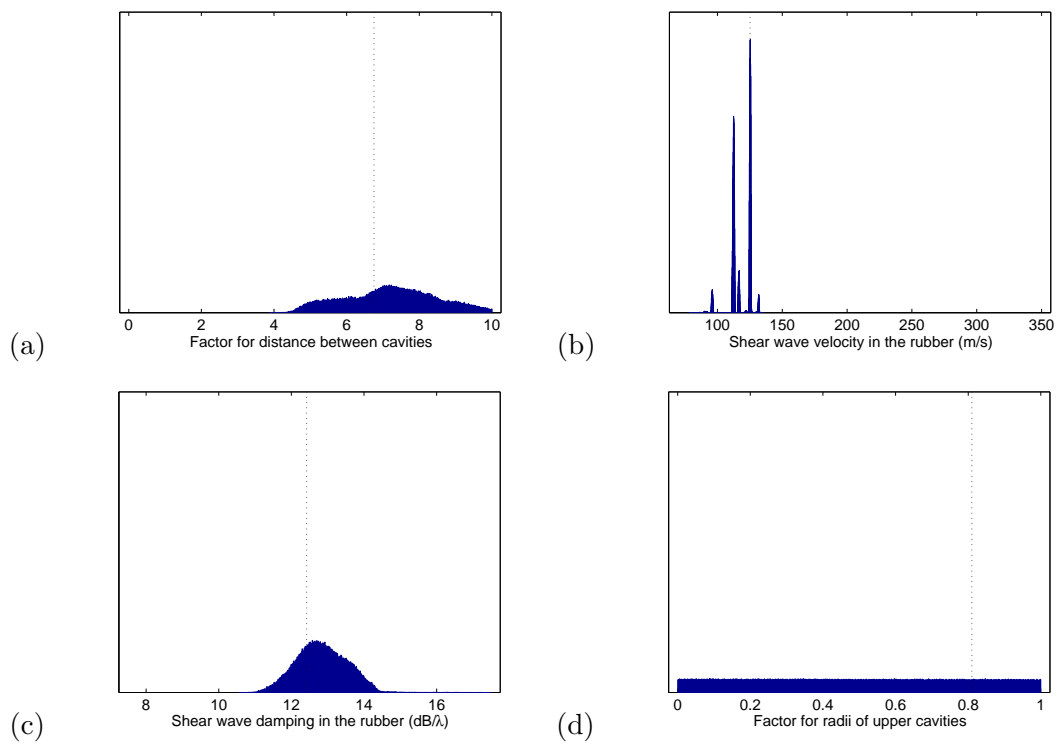 0 2 4 6 8 10
(a) Factor for distance between cavities
100 150 200 250 300 350
(b) Shear wave velocity in the rubber (m/s)
8 10 12 14 16
(c) Shear wave damping in the rubber (dB/λ)
0 0.2 0.4 0.6 0.8 1
(d) Factor for radii of upper cavities